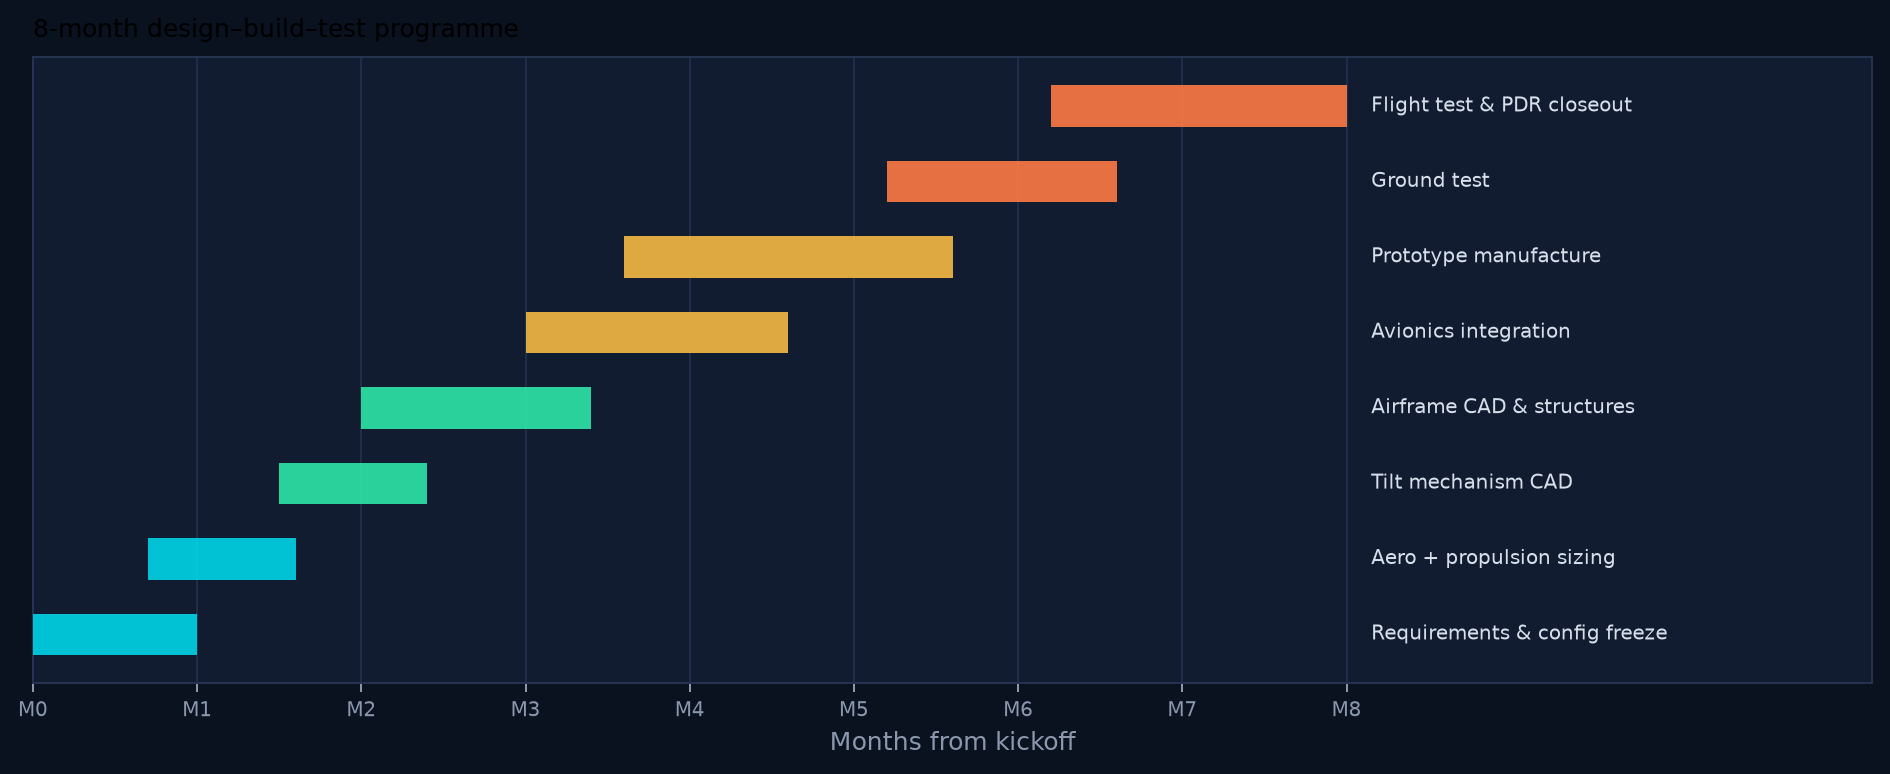 8-month design–build–test programme
Flight test & PDR closeout
Ground test
Prototype manufacture
Avionics integration
Airframe CAD & structures
Tilt mechanism CAD
Aero + propulsion sizing
Requirements & config freeze
M0 M1 M2 M3 M4 M5 M6 M7 M8
Months from kickoff